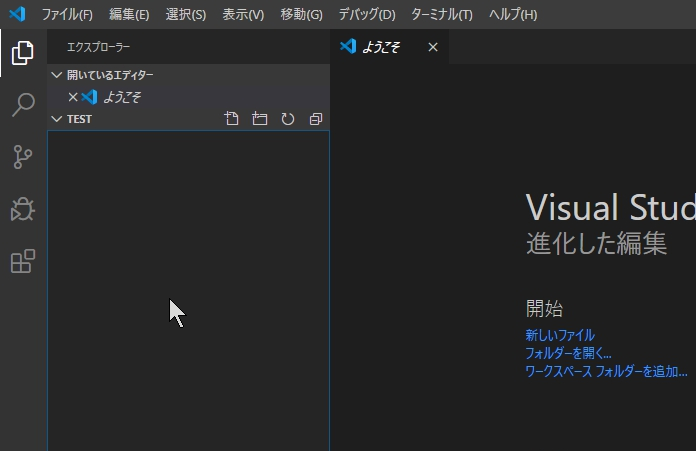 ファイル(F) 編集(E) 選択(S) 表示(V) 移動(G) デバッグ(D) ターミナル(T) ヘルプ(H)
エクスプローラー
開いているエディター
ようこそ
TEST
ようこそ
Visual Stud
進化した編集
開始
新しいファイル
フォルダーを開く...
ワークスペース フォルダーを追加...